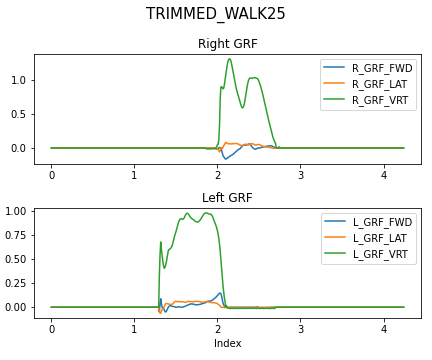 TRIMMED_WALK25
Right GRF
R_GRF_FWD
R_GRF_LAT
R_GRF_VRT
1.0
0.5
0.0
0 1 2 3 4
Left GRF
L_GRF_FWD
L_GRF_LAT
L_GRF_VRT
1.00
0.75
0.50
0.25
0.00
0 1 2 3 4
Index